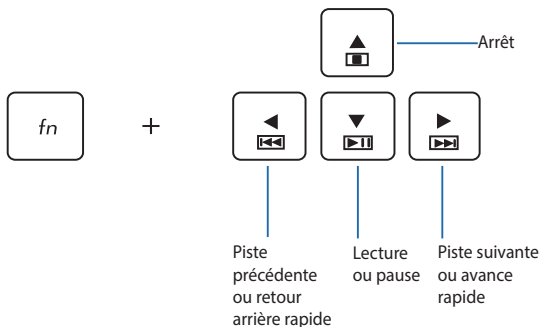 Arrêt
fn
+
Piste
précédente
ou retour
arrière rapide
Lecture
ou pause
Piste suivante
ou avance
rapide